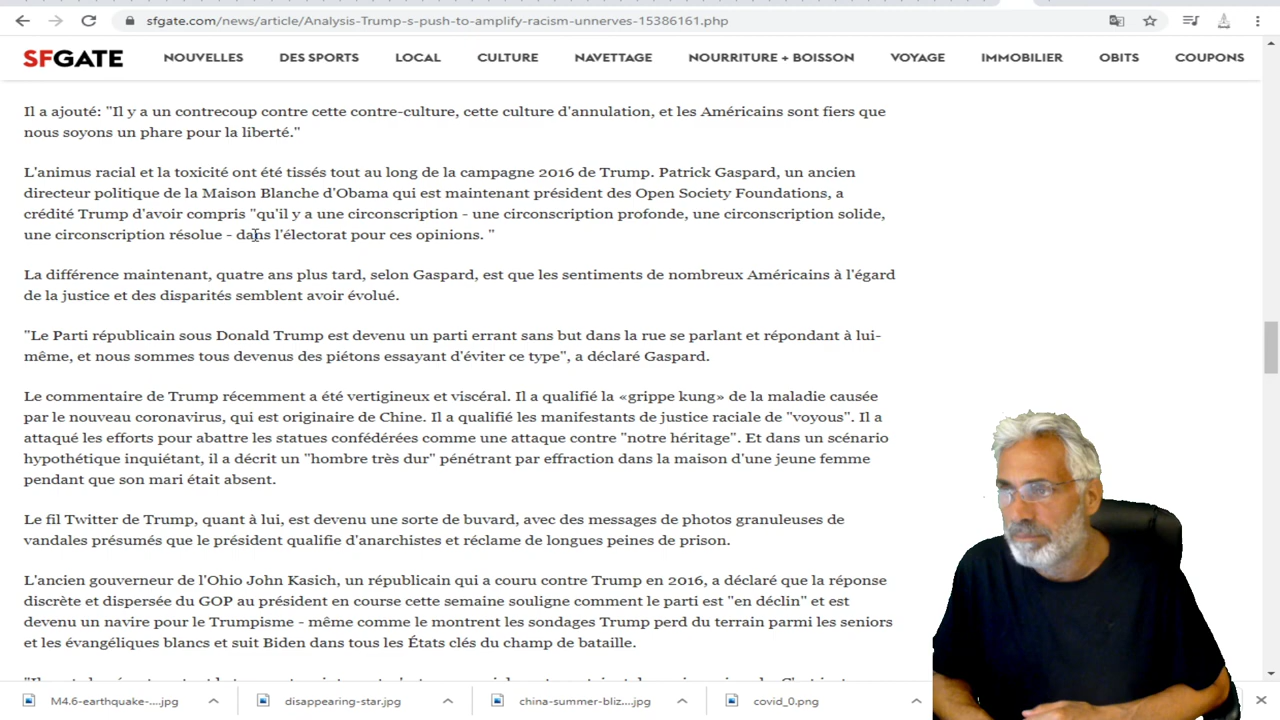 sfgate.com/news/article/Analysis-Trump-s-push-to-amplify-racism-unnerves-15386161.php
SFGATE NOUVELLES DES SPORTS LOCAL CULTURE NAVETTAGE NOURRITURE + BOISSON VOYAGE IMMOBILIER OBITS COUPONS
Il a ajouté: "Il y a un contrecoup contre cette contre-culture, cette culture d'annulation, et les Américains sont fiers que
nous soyons un phare pour la liberté."
L'animus racial et la toxicité ont été tissés tout au long de la campagne 2016 de Trump. Patrick Gaspard, un ancien
directeur politique de la Maison Blanche d'Obama qui est maintenant président des Open Society Foundations, a
crédité Trump d'avoir compris "qu'il y a une circonscription - une circonscription profonde, une circonscription solide,
une circonscription résolue - dans l'électorat pour ces opinions. "
La différence maintenant, quatre ans plus tard, selon Gaspard, est que les sentiments de nombreux Américains à l'égard
de la justice et des disparités semblent avoir évolué.
"Le Parti républicain sous Donald Trump est devenu un parti errant sans but dans la rue se parlant et répondant à lui-
même, et nous sommes tous devenus des piétons essayant d'éviter ce type", a déclaré Gaspard.
Le commentaire de Trump récemment a été vertigineux et viscéral. Il a qualifié la «grippe kung» de la maladie causée
par le nouveau coronavirus, qui est originaire de Chine. Il a qualifié les manifestants de justice raciale de "voyous". Il a
attaqué les efforts pour abattre les statues confédérées comme une attaque contre "notre héritage". Et dans un scénario
hypothétique inquiétant, il a décrit un "hombre très dur" pénétrant par effraction dans la maison d'une jeune femme
pendant que son mari était absent.
Le fil Twitter de Trump, quant à lui, est devenu une sorte de buvard, avec des messages de photos granuleuses de
vandales présumés que le président qualifie d'anarchistes et réclame de longues peines de prison.
L'ancien gouverneur de l'Ohio John Kasich, un républicain qui a couru contre Trump en 2016, a déclaré que la réponse
discrète et dispersée du GOP au président en course cette semaine souligne comment le parti est "en déclin" et est
devenu un navire pour le Trumpisme - même comme le montrent les sondages Trump perd du terrain parmi les seniors
et les évangéliques blancs et suit Biden dans tous les États clés du champ de bataille.
M4.6-earthquake-....jpg disappearing-star.jpg china-summer-bliz....jpg covid_0.png